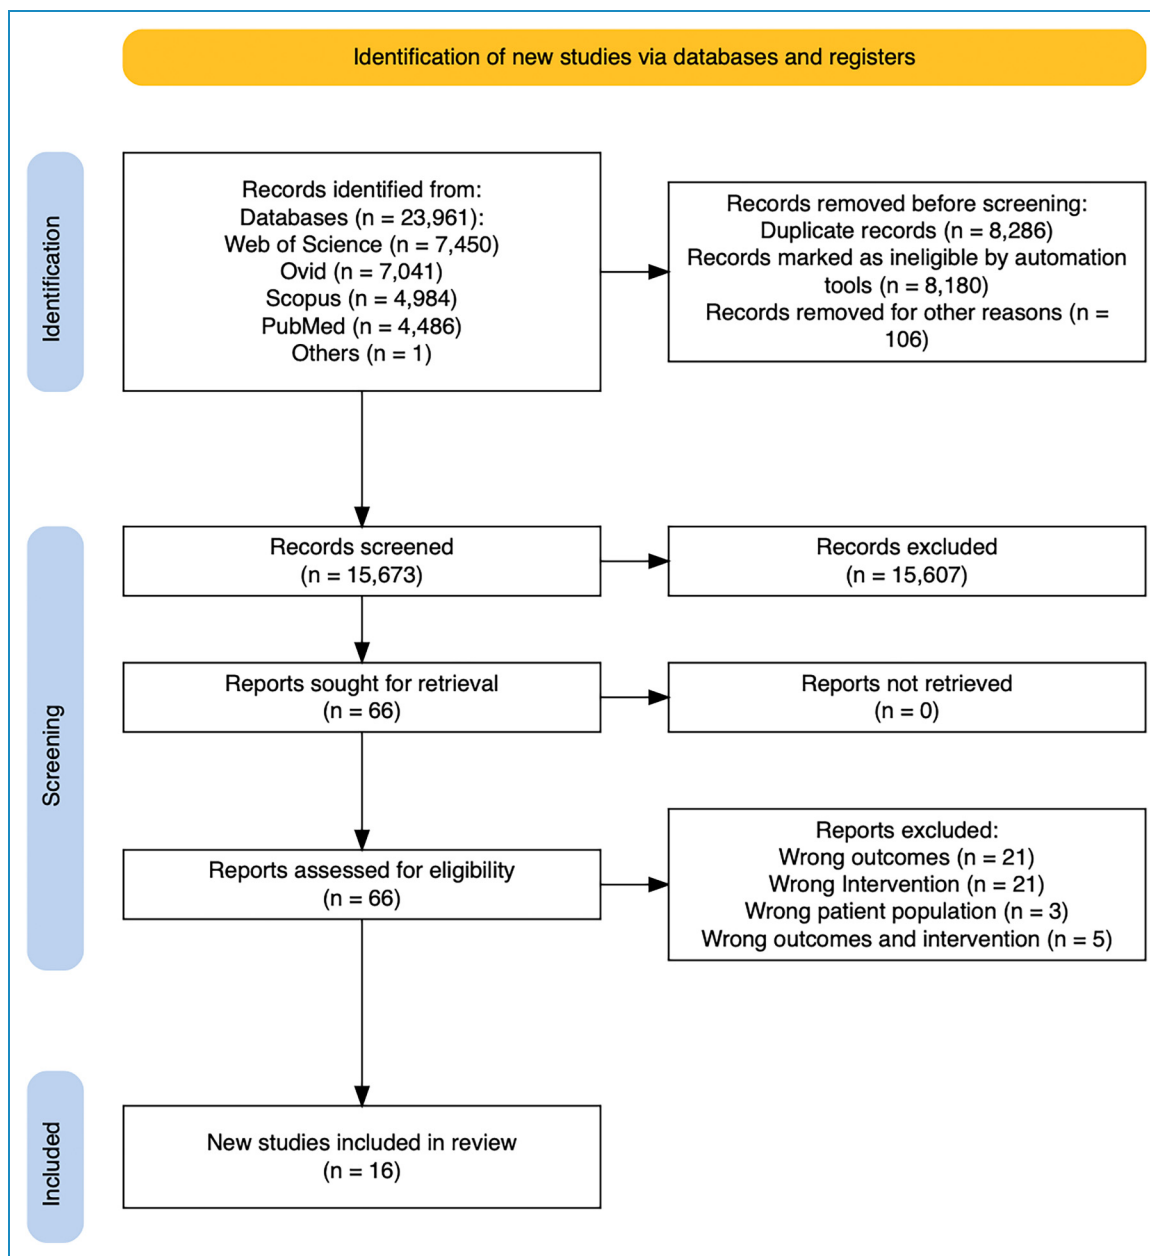 Identification of new studies via databases and registers
Identification
Records identified from:
Databases (n = 23,961):
Web of Science (n = 7,450)
Ovid (n = 7,041)
Scopus (n = 4,984)
PubMed (n = 4,486)
Others (n = 1)
Records removed before screening:
Duplicate records (n = 8,286)
Records marked as ineligible by automation
tools (n = 8,180)
Records removed for other reasons (n =
106)
Screening
Records screened
(n = 15,673)
Records excluded
(n = 15,607)
Reports sought for retrieval
(n = 66)
Reports not retrieved
(n = 0)
Reports assessed for eligibility
(n = 66)
Reports excluded:
Wrong outcomes (n = 21)
Wrong Intervention (n = 21)
Wrong patient population (n = 3)
Wrong outcomes and intervention (n = 5)
Included
New studies included in review
(n = 16)